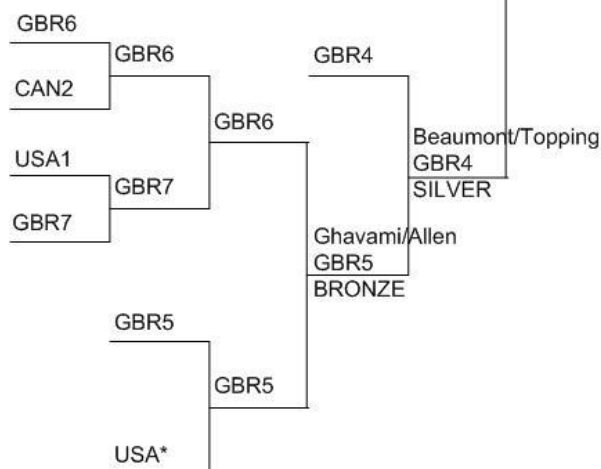 GBR6
CAN2
USA1
GBR7
GBR6
GBR7
GBR5
USA*
GBR6
GBR5
GBR4
Ghavami/Allen
GBR5
BRONZE
Beaumont/Topping
GBR4
SILVER